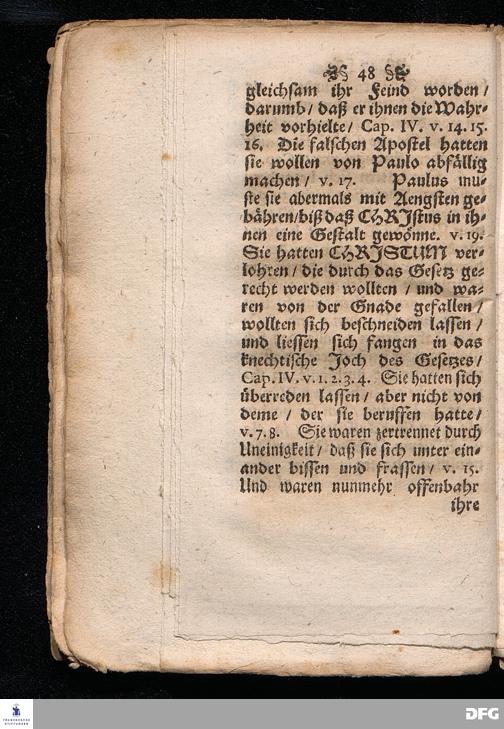 48
gleichsam ihr Feind worden /
darumb / daß er ihnen die Wahr-
heit vorhielte / Cap. IV. v. 14. 15.
16. Die falschen Apostel hatten
sie wollen von Paulo abfällig
machen / v. 17. Paulus mu-
ste sie abermals mit Aengsten ge-
bähren / biß daß CHRJstus in ih-
nen eine Gestalt gewönne. v. 19.
Sie hatten CHRJSTUM ver-
lohren / die durch das Gesetz ge-
recht werden wollten / und wa-
ren von der Gnade gefallen /
wollten sich beschneiden lassen /
und liessen sich fangen in das
knechtische Joch des Gesetzes /
Cap. IV. v. 1. 2. 3. 4. Sie hatten sich
überreden lassen / aber nicht von
deme / der sie beruffen hatte /
v. 7. 8. Sie waren zertrennet durch
Uneinigkeit / daß sie sich unter ein-
ander bissen und frassen / v. 15.
Und waren nunmehr offenbahr
ihre
FRANCKESCHE
STIFTUNGEN
DFG